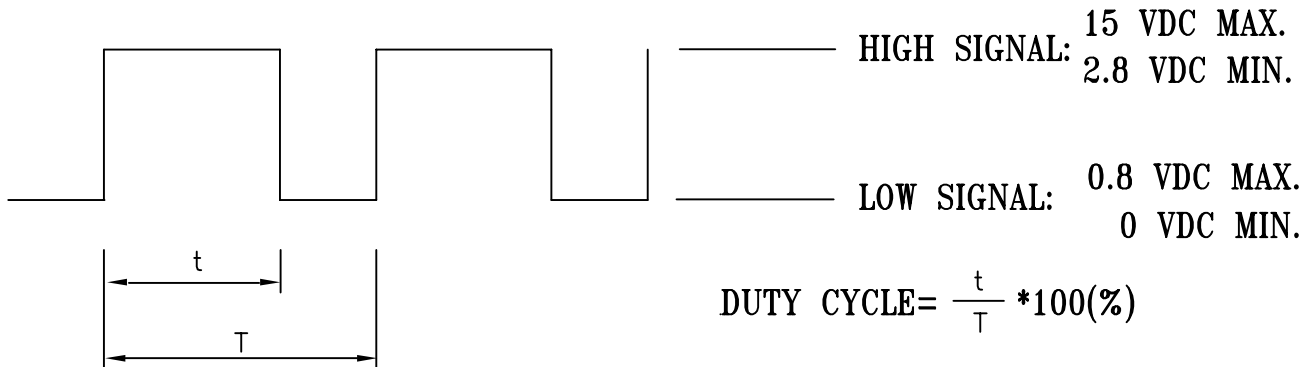 HIGH SIGNAL: 15 VDC MAX.
2.8 VDC MIN.
LOW SIGNAL: 0.8 VDC MAX.
0 VDC MIN.
t
T
DUTY CYCLE= t/T *100(%)